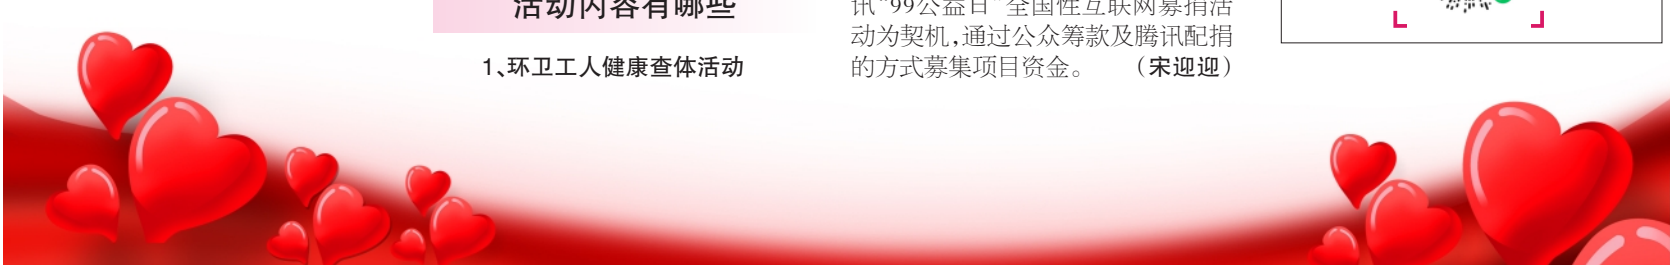 活动内容有哪些
1、环卫工人健康查体活动
讯“99公益日”全国性互联网募捐活
动为契机,通过公众筹款及腾讯配捐
的方式募集项目资金。 (宋迎迎)